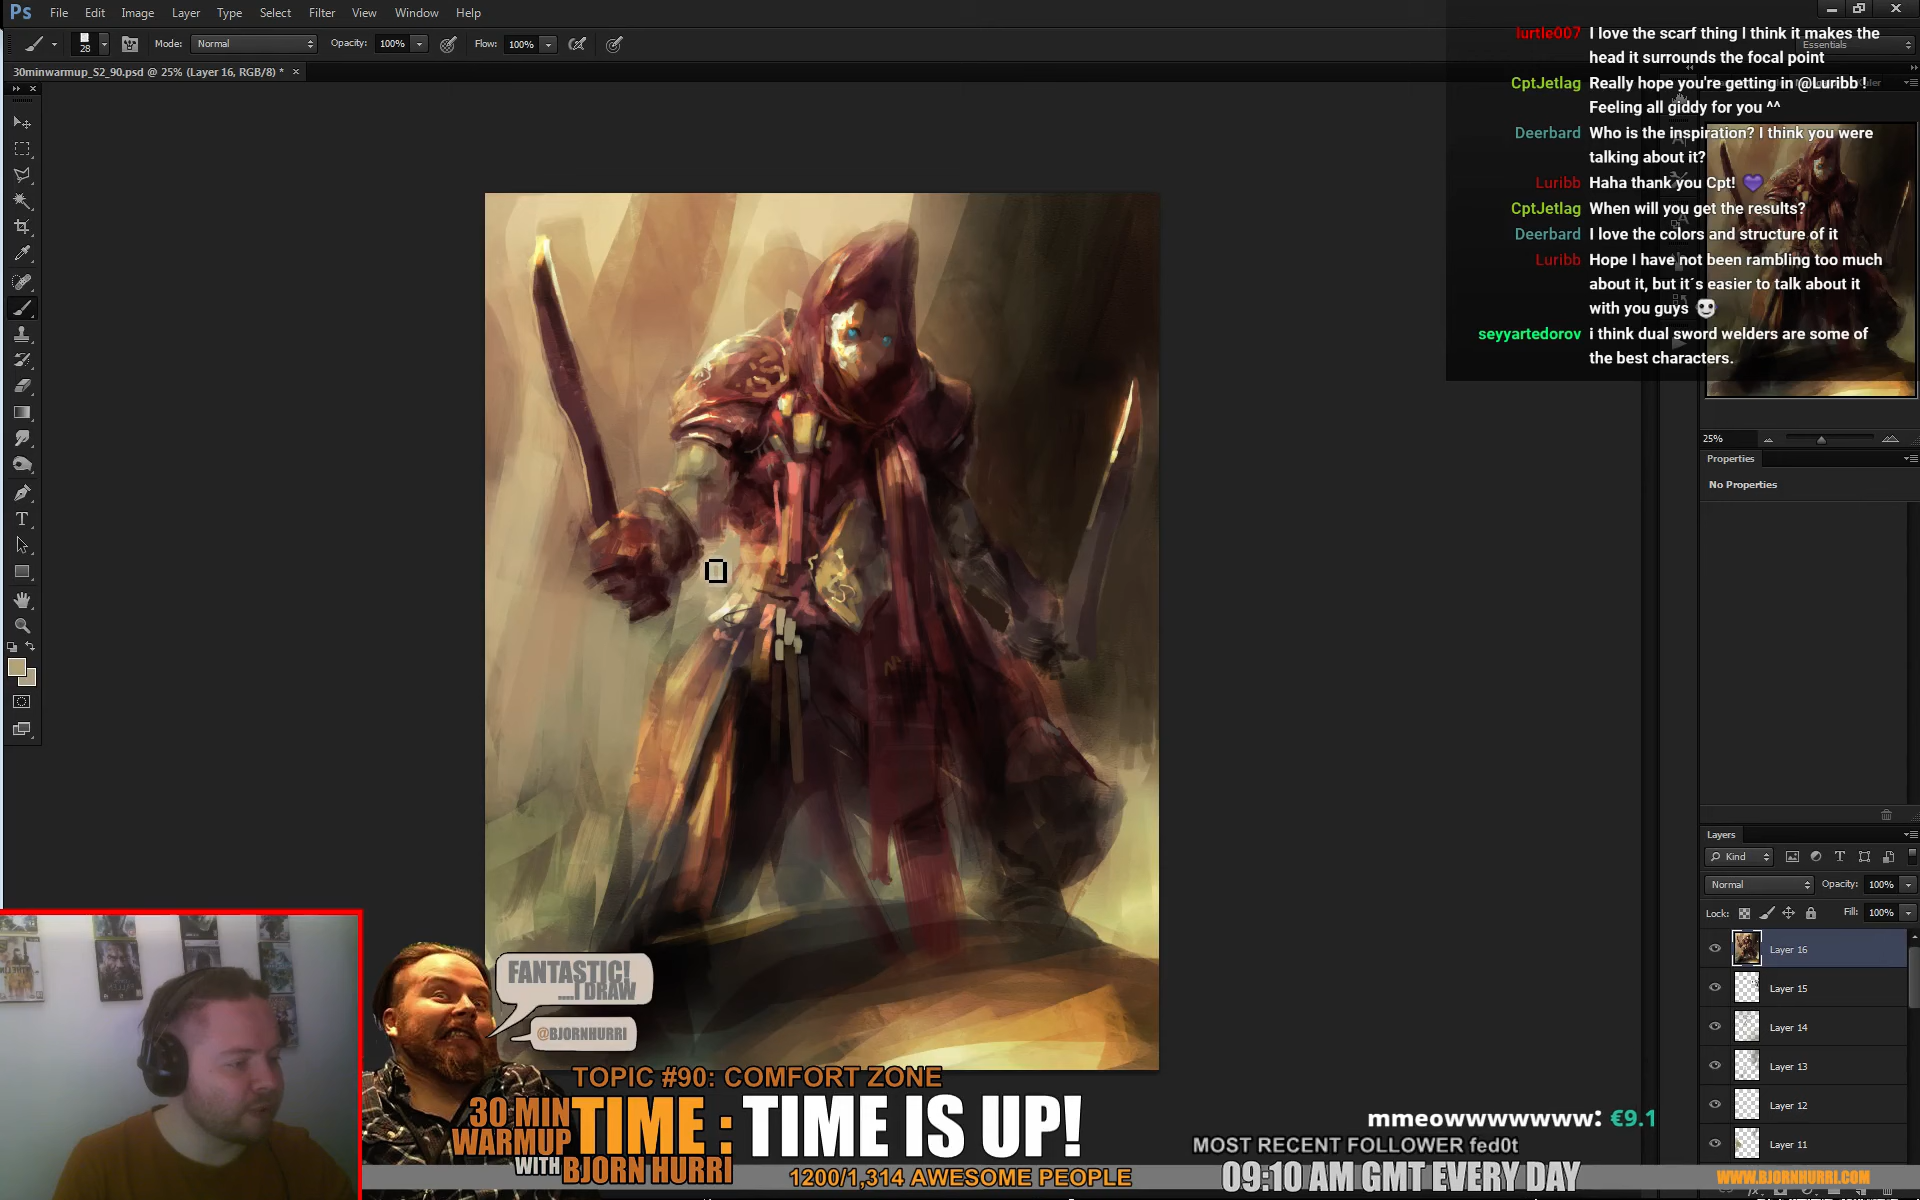 Ps File Edit Image Layer Type Select Filter View Window Help
28 Mode: Normal Opacity: 100% Flow: 100%
Essentials
30minwarmup_S2_90.psd @ 25% (Layer 16, RGB/8) *
lurtle007 I love the scarf thing I think it makes the
head it surrounds the focal point
CptJetlag Really hope you're getting in @Luribb !
Feeling all giddy for you ^^
Deerbard Who is the inspiration? I think you were
talking about it?
Luribb Haha thank you Cpt!
CptJetlag When will you get the results?
Deerbard I love the colors and structure of it
Luribb Hope I have not been rambling too much
about it, but it´s easier to talk about it
with you guys
seyyartedorov i think dual sword welders are some of
the best characters.
25%
Properties
No Properties
Layers
Kind
Normal Opacity: 100%
Lock: Fill: 100%
Layer 16
Layer 15
Layer 14
Layer 13
Layer 12
Layer 11
FANTASTIC!
....I DRAW
@BJORNHURRI
TOPIC #90: COMFORT ZONE
30 MIN
WARMUP
WITH BJORN HURRI
TIME : TIME IS UP!
1200/1,314 AWESOME PEOPLE
mmeowwwwwww: €9.1
MOST RECENT FOLLOWER fed0t
09:10 AM GMT EVERY DAY
WWW.BJORNHURRI.COM